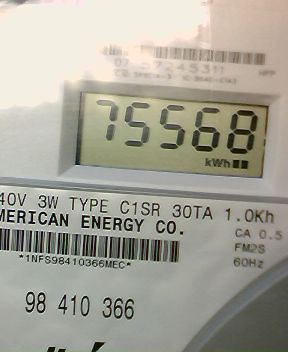 75568
kWh
40V 3W TYPE C1SR 30TA 1.0Kh
MERICAN ENERGY CO.
CA 0.5
FM2S
*1NFS98410366MEC*
60Hz
98 410 366